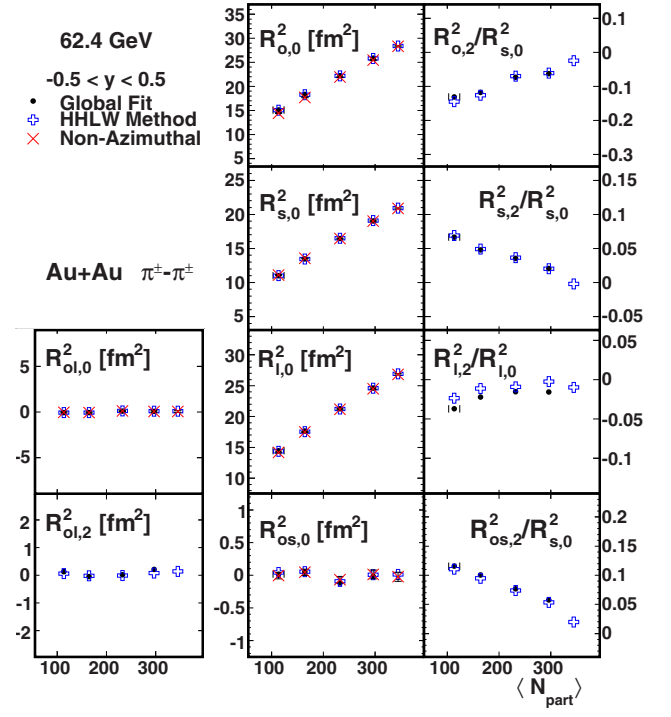 62.4 GeV
-0.5 < y < 0.5
Global Fit
HHLW Method
Non-Azimuthal
Au+Au π±-π±
R²o,0 [fm²]
35
30
25
20
15
10
5
R²o,2/R²s,0
0.1
0
-0.1
-0.2
-0.3
R²s,0 [fm²]
25
20
15
10
5
R²s,2/R²s,0
0.1
0.05
0
-0.05
R²ol,0 [fm²]
5
0
-5
R²l,0 [fm²]
30
25
20
15
10
R²l,2/R²l,0
0.05
0
-0.05
-0.1
R²ol,2 [fm²]
2
1
0
-1
-2
100 200 300
R²os,0 [fm²]
1
0.5
0
-0.5
-1
100 200 300
R²os,2/R²s,0
0.2
0.1
0.1
0
100 200 300
⟨ Npart ⟩